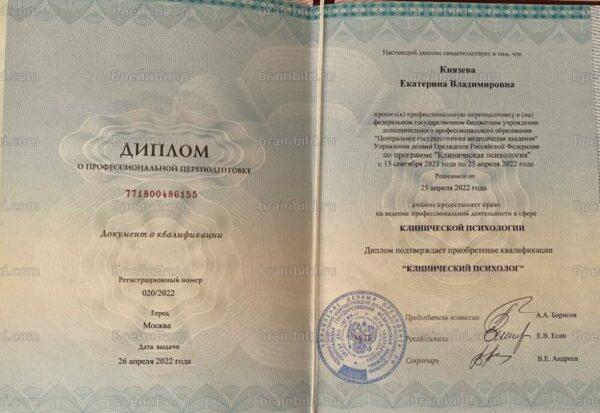 ДИПЛОМ
О ПРОФЕССИОНАЛЬНОЙ ПЕРЕПОДГОТОВКЕ
771800486155
Документ о квалификации
Регистрационный номер
020/2022
Город
Москва
Дата выдачи
26 апреля 2022 года
Настоящий диплом свидетельствует о том, что
Князева
Екатерина Владимировна
прошел(а) профессиональную переподготовку в (на)
федеральном государственном бюджетном учреждении
дополнительного профессионального образования
"Центральная государственная медицинская академия"
Управления делами Президента Российской Федерации
по программе "Клиническая психология"
с 13 сентября 2021 года по 25 апреля 2022 года
Решением от
25 апреля 2022 года
диплом предоставляет право
на ведение профессиональной деятельности в сфере
КЛИНИЧЕСКОЙ ПСИХОЛОГИИ
Диплом подтверждает приобретение квалификации
"КЛИНИЧЕСКИЙ ПСИХОЛОГ"
Председатель комиссии А.А. Борисов
Руководитель Е.В. Есин
Секретарь В.Е. Андреев
БрейнБилд
brainbild.ru